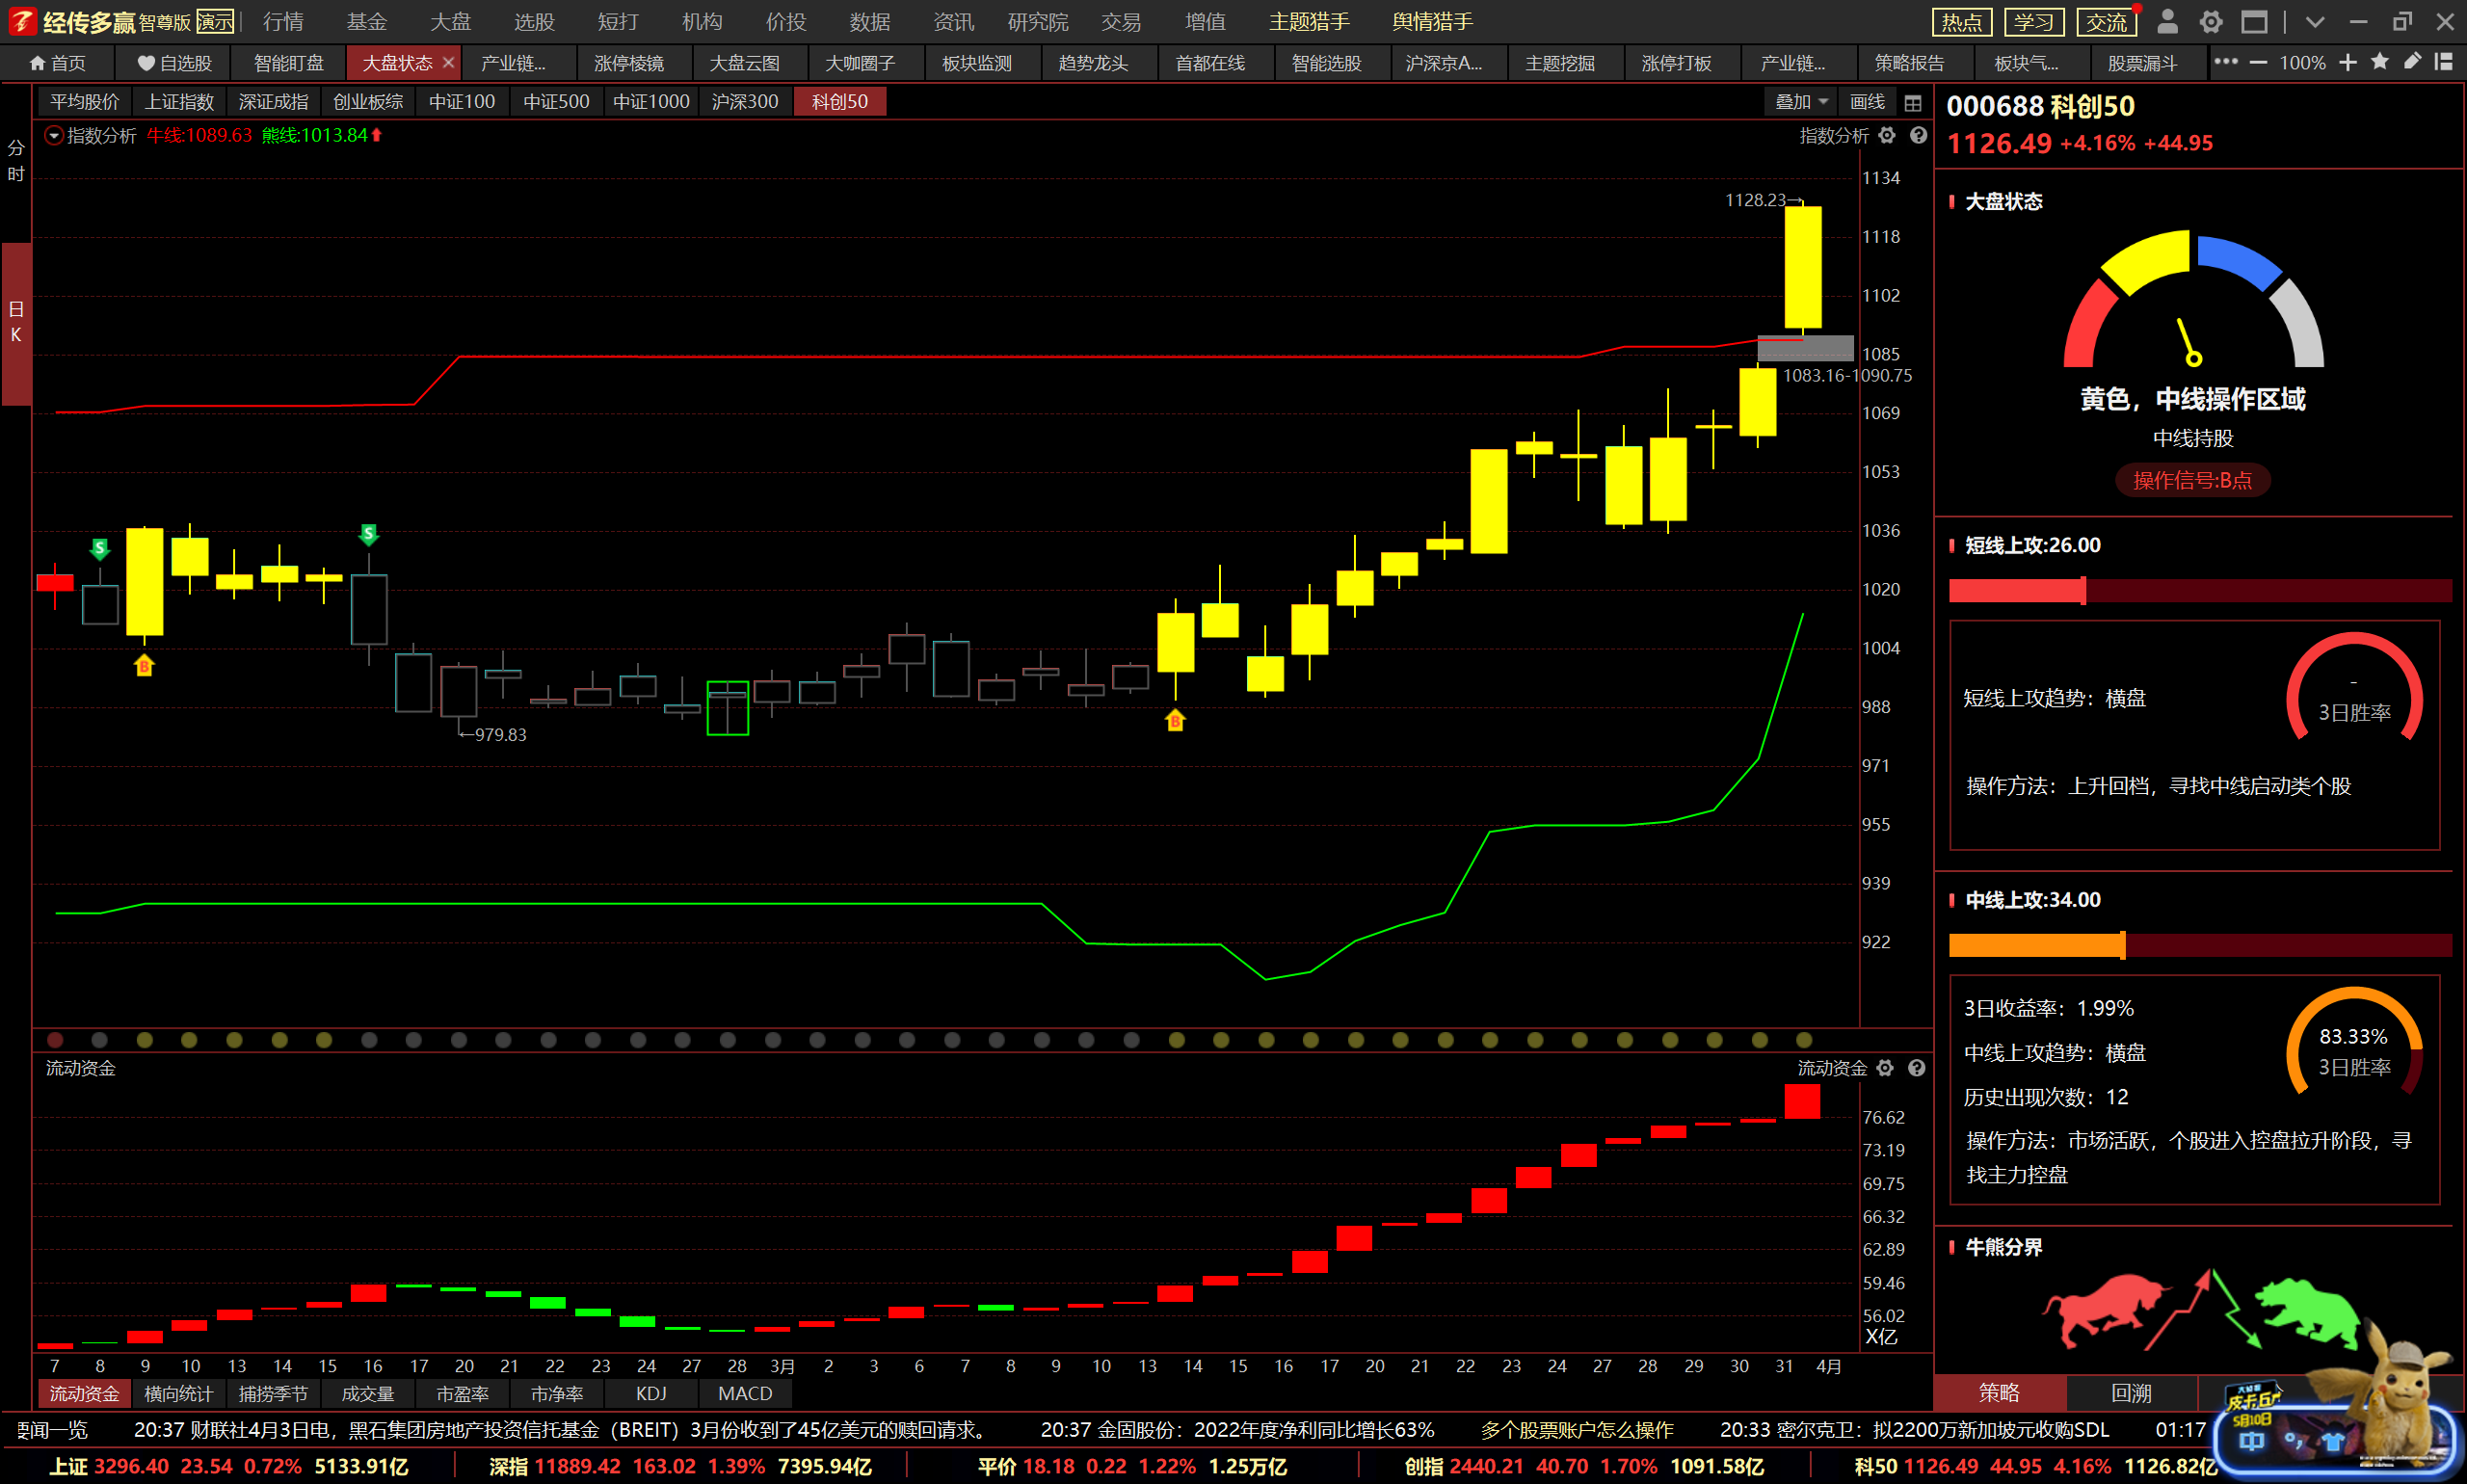 经传多赢 智尊版 演示 行情 基金 大盘 选股 短打 机构 价投 数据 资讯 研究院 交易 增值 主题猎手 舆情猎手 热点 学习 交流
首页 自选股 智能盯盘 大盘状态 产业链... 涨停棱镜 大盘云图 大咖圈子 板块监测 趋势龙头 首都在线 智能选股 沪深京A... 主题挖掘 涨停打板 产业链... 策略报告 板块气... 股票漏斗 ••• 100%
平均股价 上证指数 深证成指 创业板综 中证100 中证500 中证1000 沪深300 科创50 叠加 画线
指数分析 牛线:1089.63 熊线:1013.84 指数分析
分时
日K
1134
1128.23→
1118
1102
1085
1083.16-1090.75
1069
1053
1036
S
S
1020
B
1004
988
B
←979.83
971
955
939
922
流动资金 流动资金
76.62
73.19
69.75
66.32
62.89
59.46
56.02
X亿
7 8 9 10 13 14 15 16 17 20 21 22 23 24 27 28 3月 2 3 6 7 8 9 10 13 14 15 16 17 20 21 22 23 24 27 28 29 30 31 4月
流动资金 横向统计 捕捞季节 成交量 市盈率 市净率 KDJ MACD
000688 科创50
1126.49 +4.16% +44.95
大盘状态
黄色，中线操作区域
中线持股
操作信号:B点
短线上攻:26.00
-
短线上攻趋势：横盘
3日胜率
操作方法：上升回档，寻找中线启动类个股
中线上攻:34.00
3日收益率：1.99%
83.33%
中线上攻趋势：横盘
3日胜率
历史出现次数：12
操作方法：市场活跃，个股进入控盘拉升阶段，寻
找主力控盘
牛熊分界
策略 回溯
皮卡丘
5月10日
中
闻一览 20:37 财联社4月3日电，黑石集团房地产投资信托基金（BREIT）3月份收到了45亿美元的赎回请求。 20:37 金固股份：2022年度净利同比增长63% 多个股票账户怎么操作 20:33 密尔克卫：拟2200万新加坡元收购SDL 01:17
上证 3296.40 23.54 0.72% 5133.91亿 深指 11889.42 163.02 1.39% 7395.94亿 平价 18.18 0.22 1.22% 1.25万亿 创指 2440.21 40.70 1.70% 1091.58亿 科50 1126.49 44.95 4.16% 1126.82亿